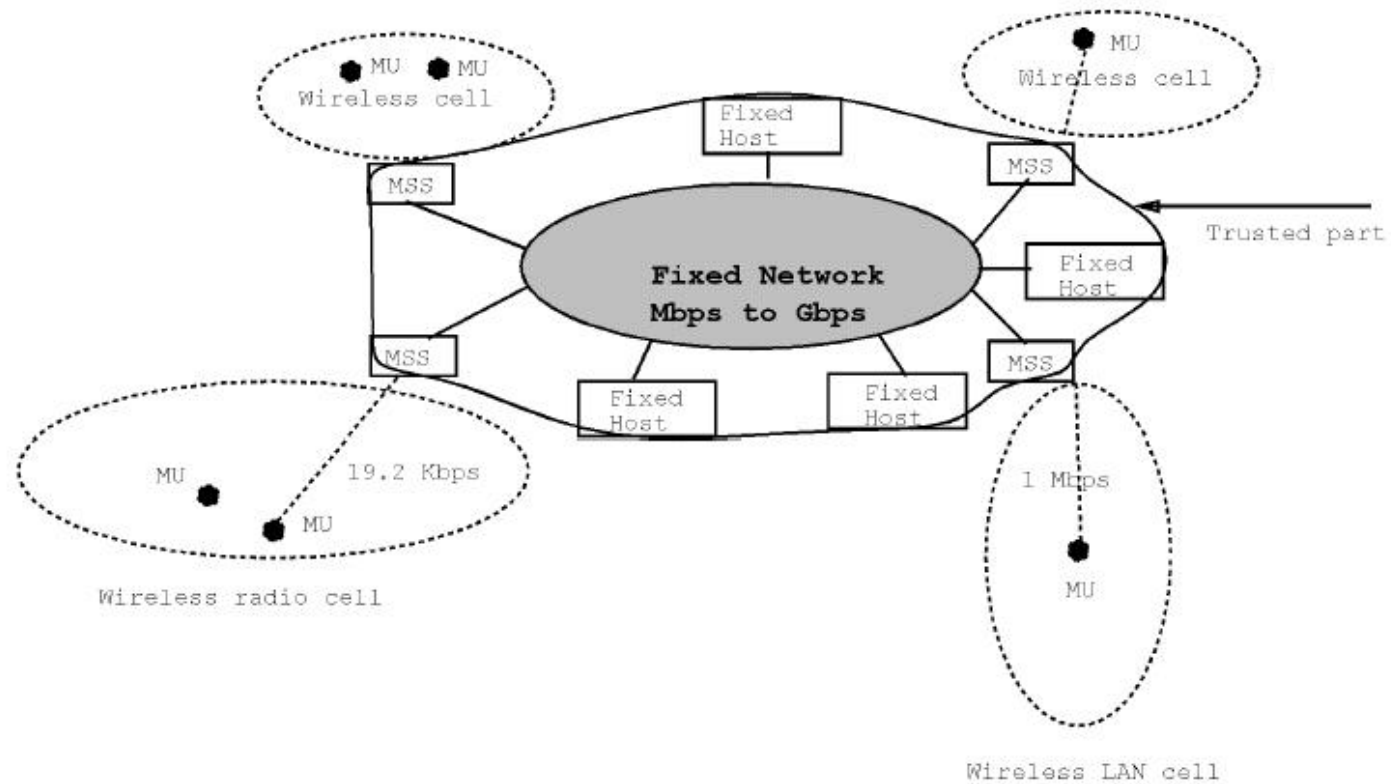 MU MU
Wireless cell
MU
Wireless cell
Fixed
Host
MSS
MSS
Trusted part
Fixed Network
Mbps to Gbps
Fixed
Host
MSS
MSS
Fixed
Host
Fixed
Host
19.2 Kbps
MU
MU
Wireless radio cell
1 Mbps
MU
Wireless LAN cell